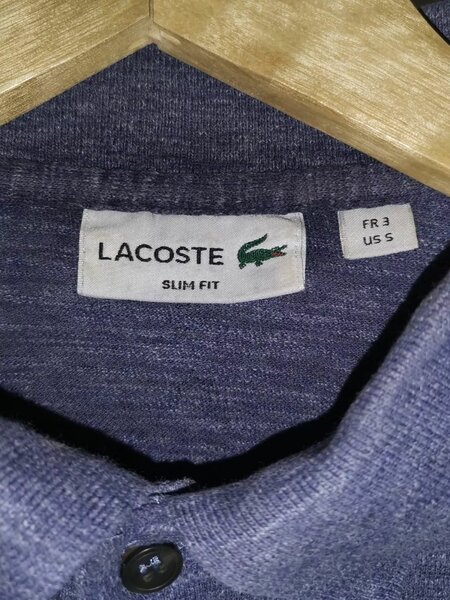 LACOSTE
SLIM FIT
FR 3
US S